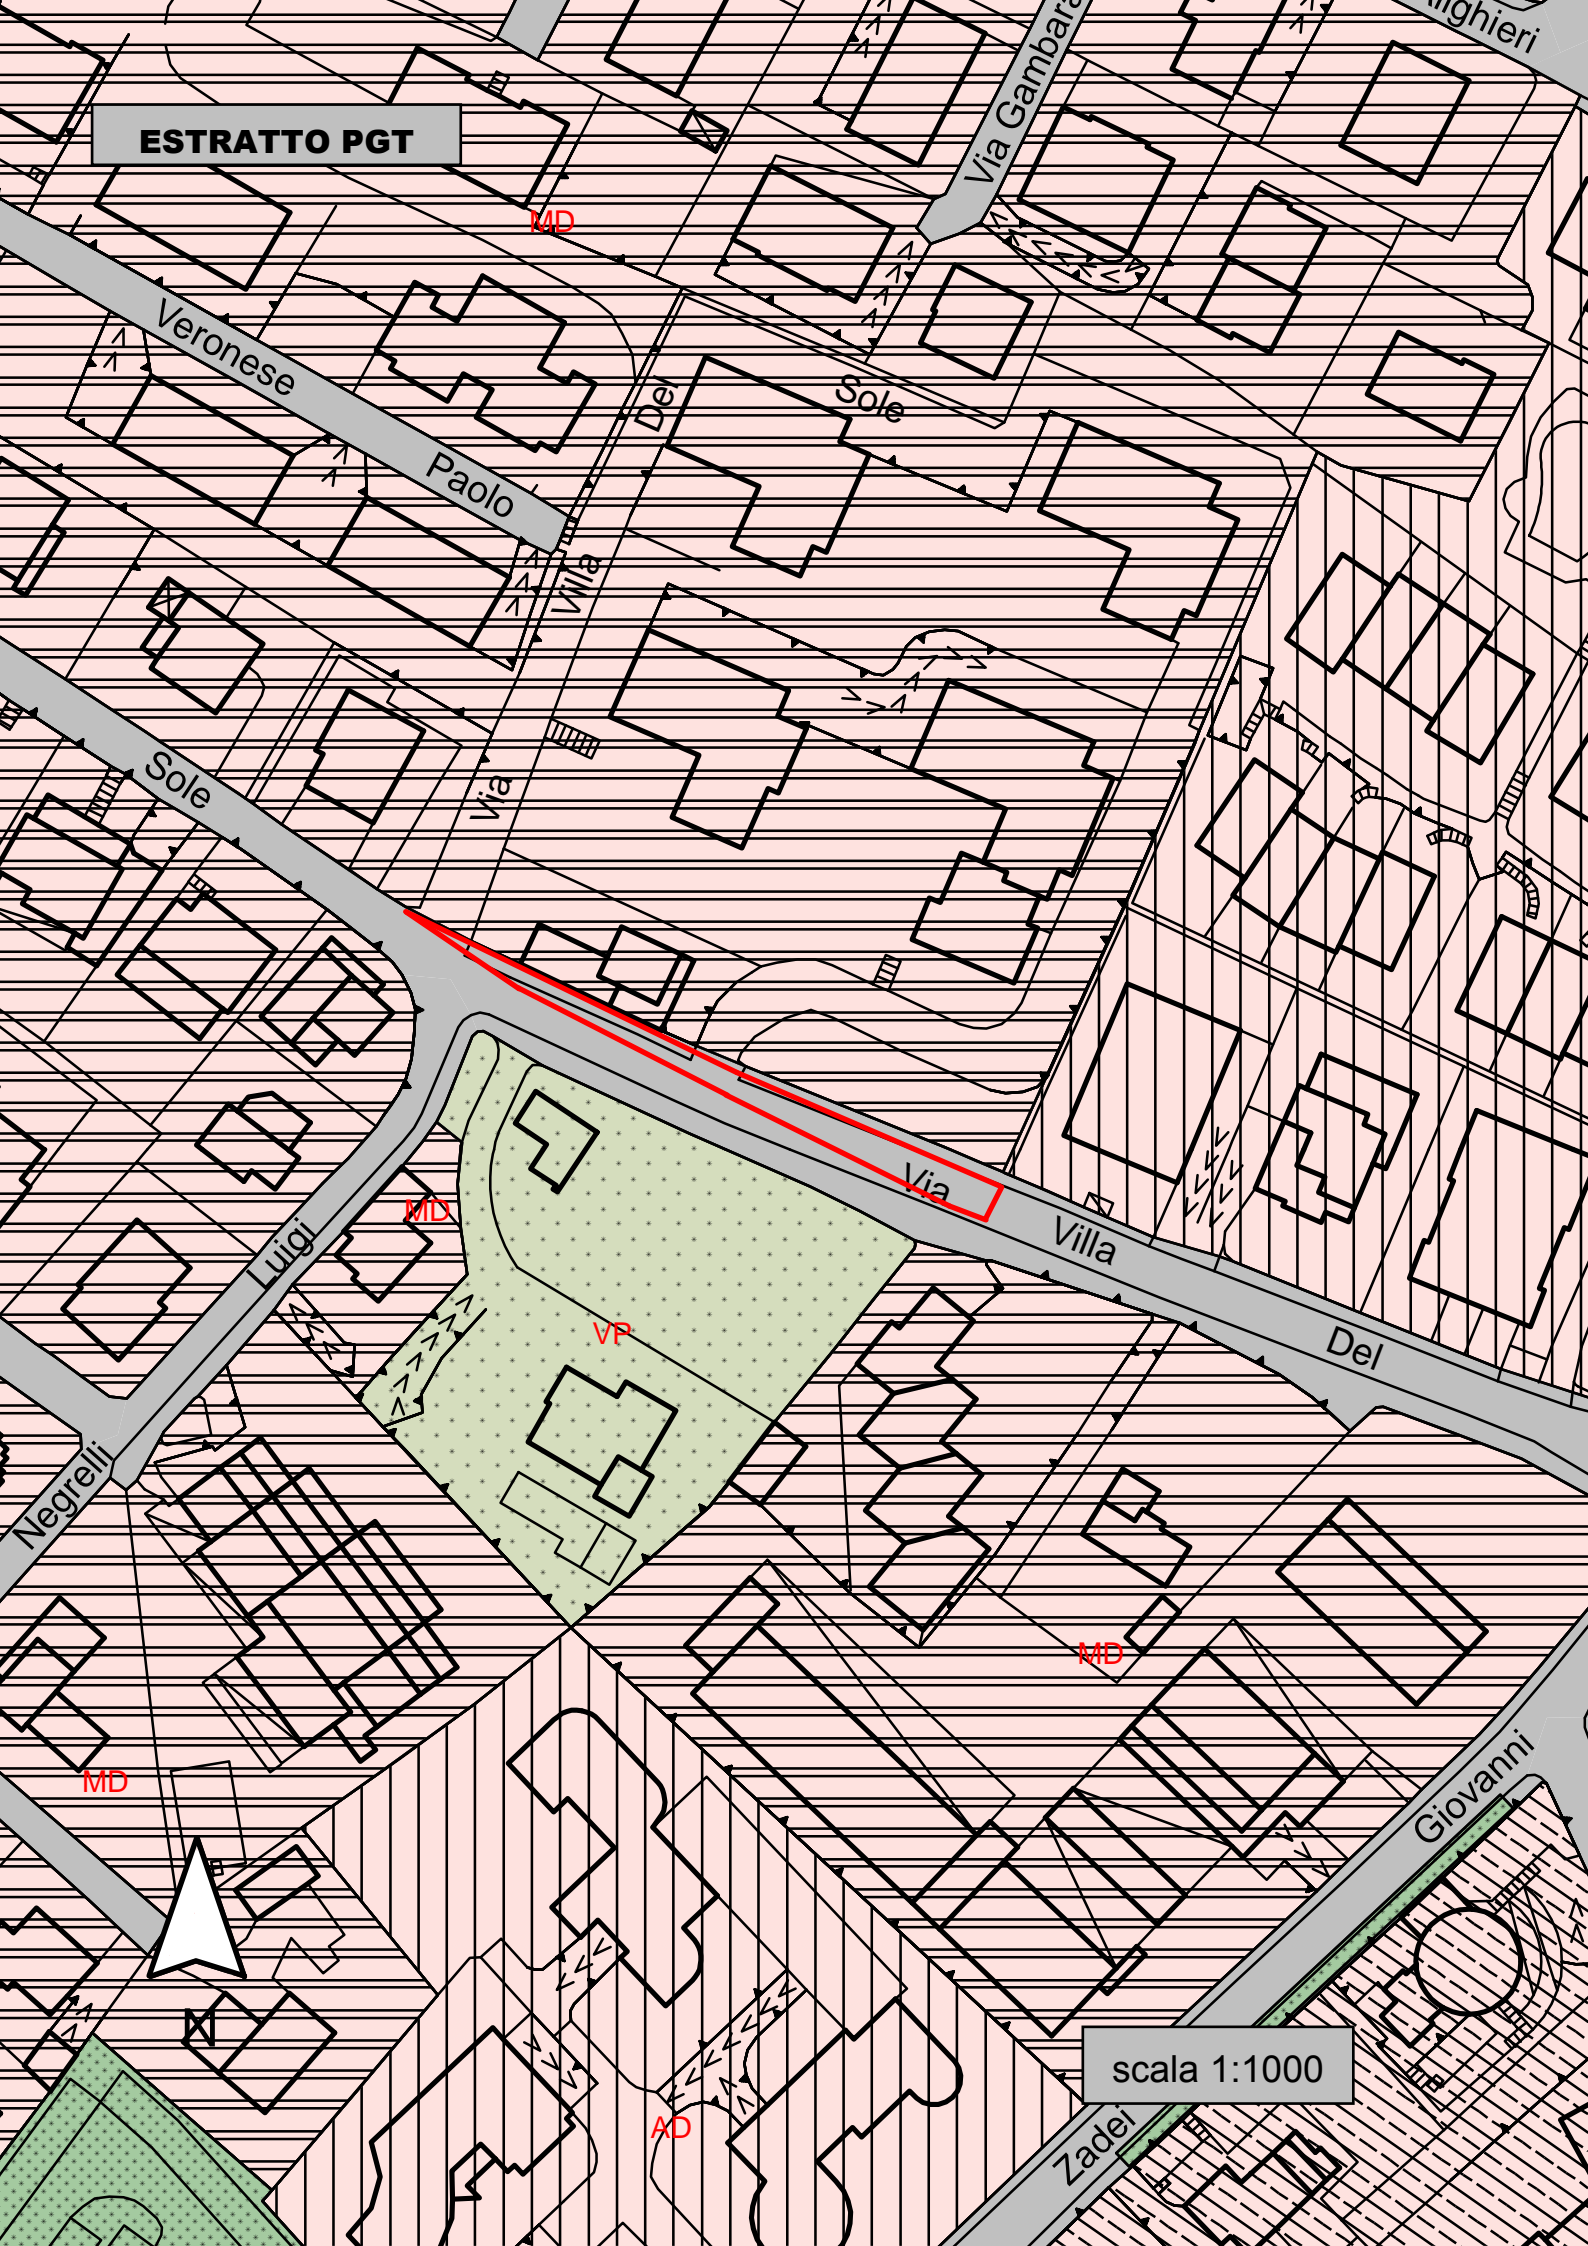 Alighieri
Via Gambara
ESTRATTO PGT
MD
Veronese
Paolo
Del
Sole
Villa
Via
Sole
Via
Villa
Del
MD
Luigi
VP
Negrelli
MD
MD
Giovanni
N
scala 1:1000
AD
Zadei